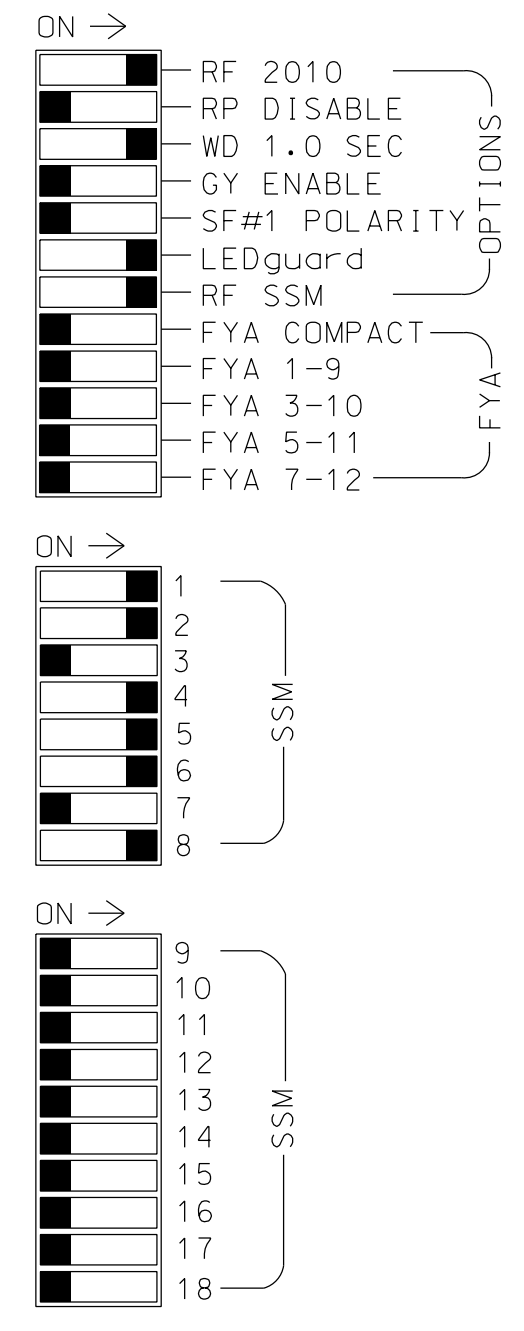 ON →
RF 2010
RP DISABLE
WD 1.0 SEC
GY ENABLE
SF#1 POLARITY
LEDguard
RF SSM
OPTIONS
FYA COMPACT
FYA 1-9
FYA 3-10
FYA 5-11
FYA 7-12
FYA
ON →
1
2
3
4
5
6
7
8
SSM
ON →
9
10
11
12
13
14
15
16
17
18
SSM